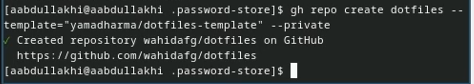 [aabdullakhi@aabdullakhi .password-store]$ gh repo create dotfiles --
template="yamadharma/dotfiles-template" --private
✓ Created repository wahidafg/dotfiles on GitHub
  https://github.com/wahidafg/dotfiles
[aabdullakhi@aabdullakhi .password-store]$